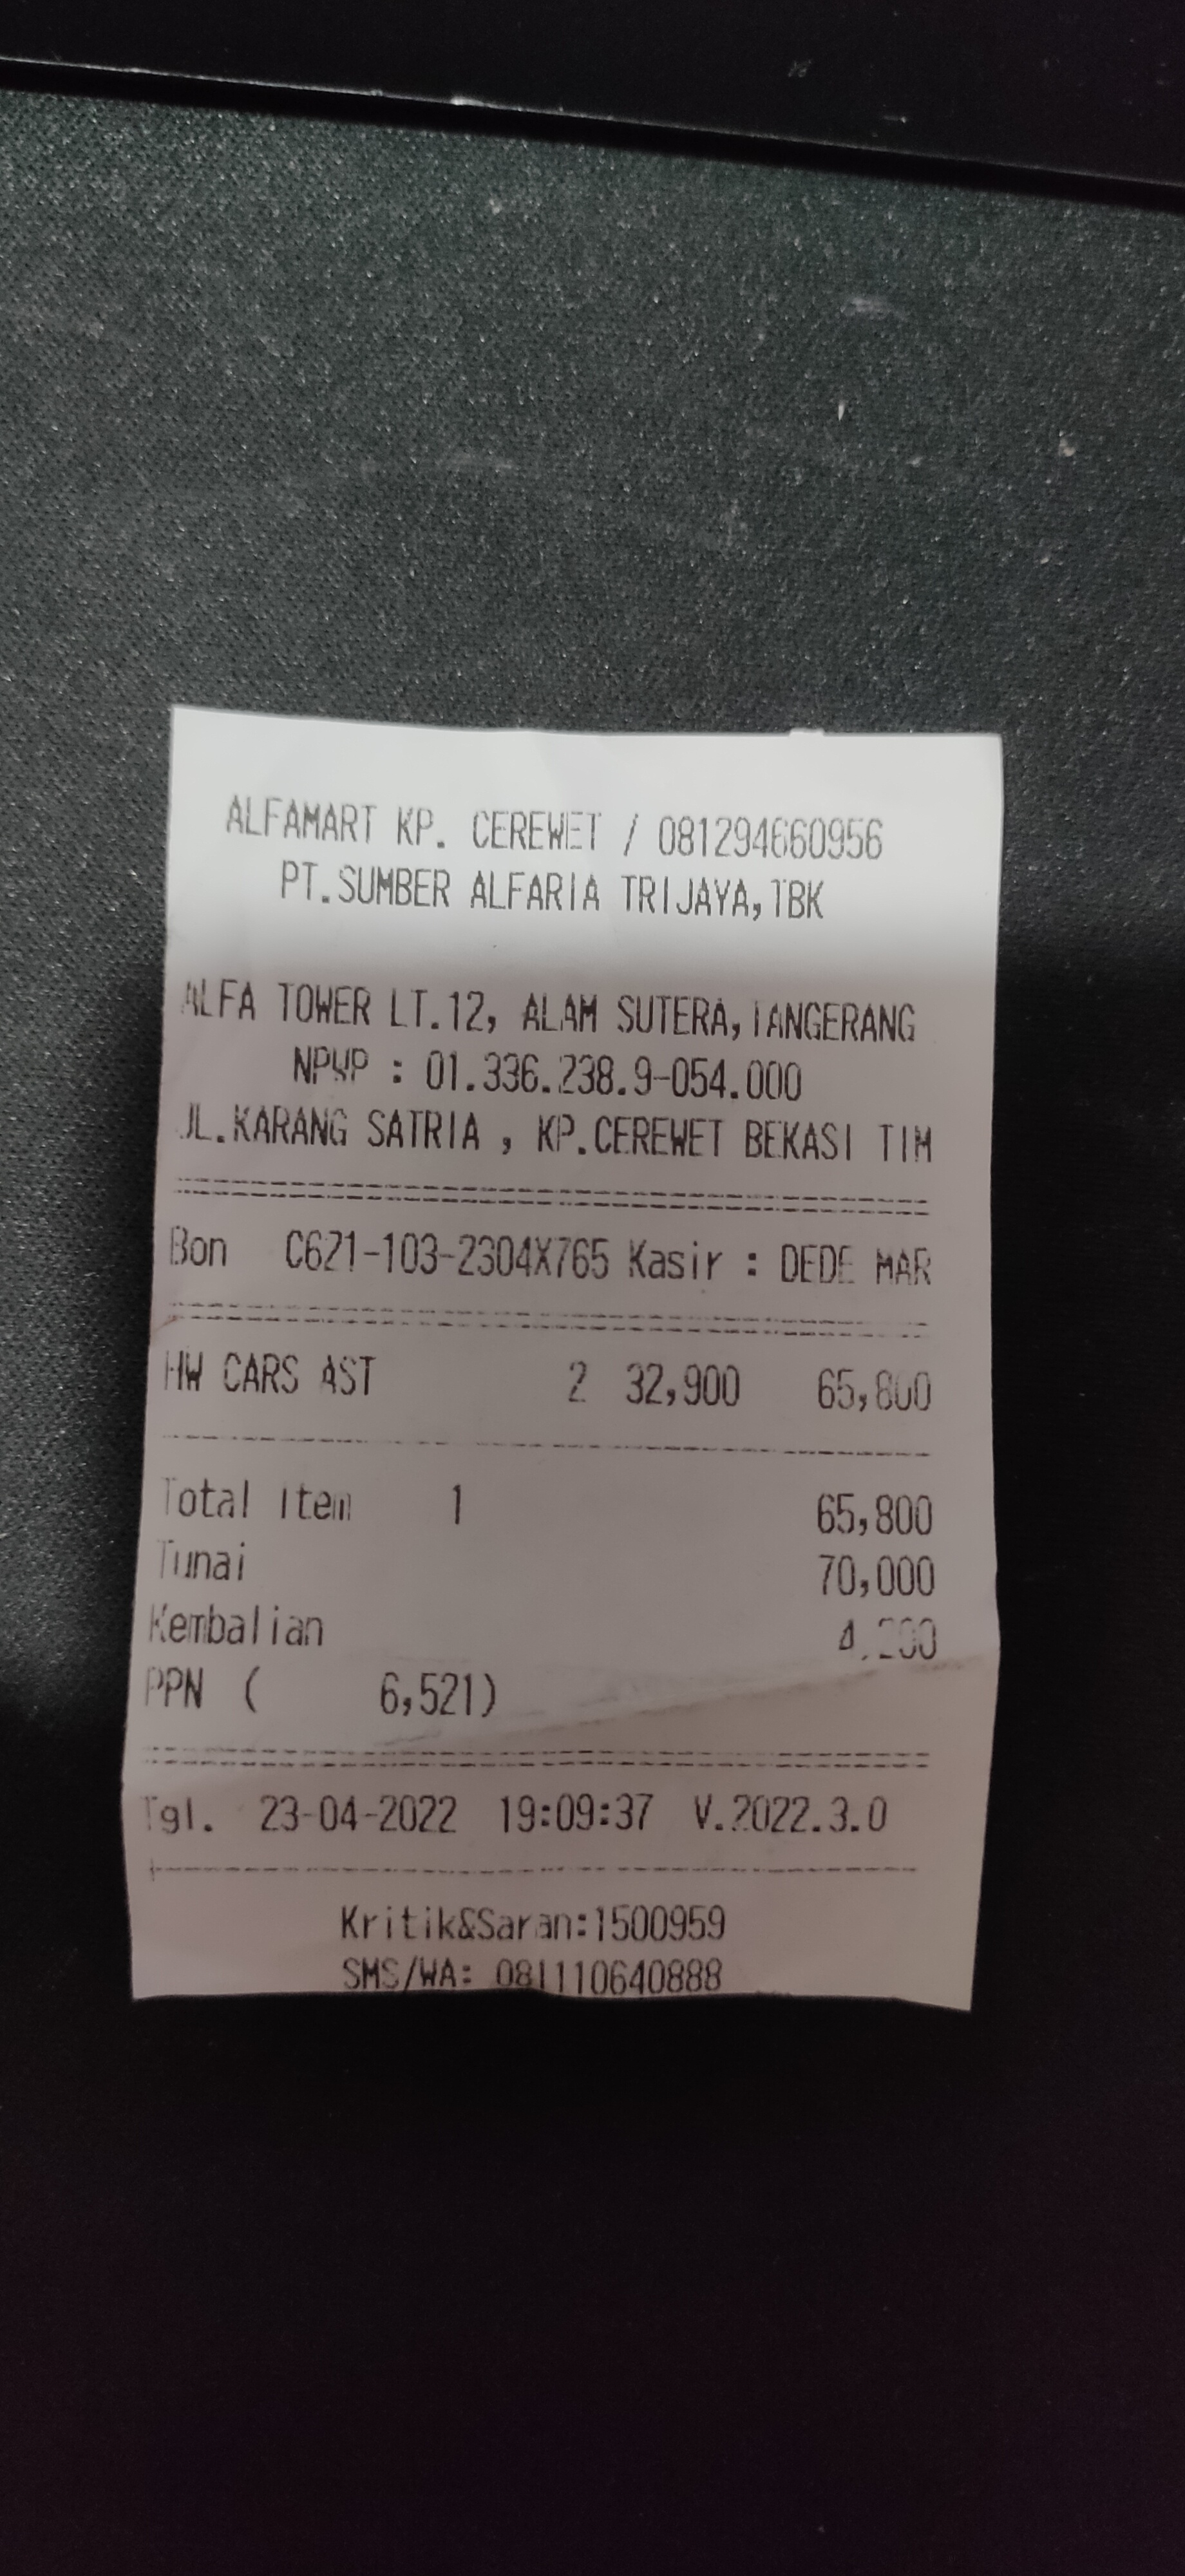 ALFAMART KP. CEREWET / 081294660956
PT.SUMBER ALFARIA TRIJAYA,TBK
ALFA TOWER LT.12, ALAM SUTERA,TANGERANG
NPWP : 01.336.238.9-054.000
JL.KARANG SATRIA , KP.CEREWET BEKASI TIM
Bon C621-103-2304X765 Kasir : DEDE MAR
HW CARS AST 2 32,900 65,800
Total Item 1 65,800
Tunai 70,000
Kembalian 4,200
PPN ( 6,521)
Tgl. 23-04-2022 19:09:37 V.2022.3.0
Kritik&Saran:1500959
SMS/WA: 081110640888